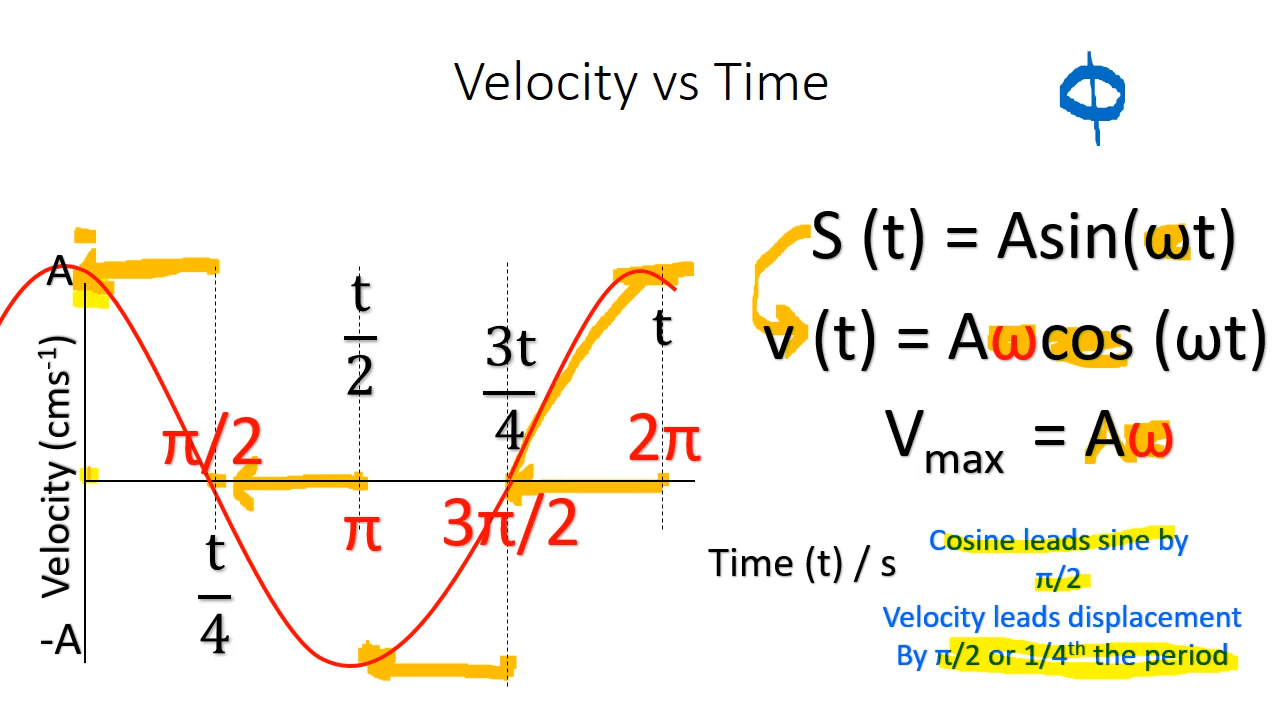 Velocity vs Time
Φ
S (t) = Asin(ωt)
v (t) = Aωcos (ωt)
Vmax = Aω
A
-A
Velocity (cms⁻¹)
t/2
3t/4
t
π/2
2π
π
3π/2
t/4
Time (t) / s
Cosine leads sine by
π/2
Velocity leads displacement
By π/2 or 1/4th the period